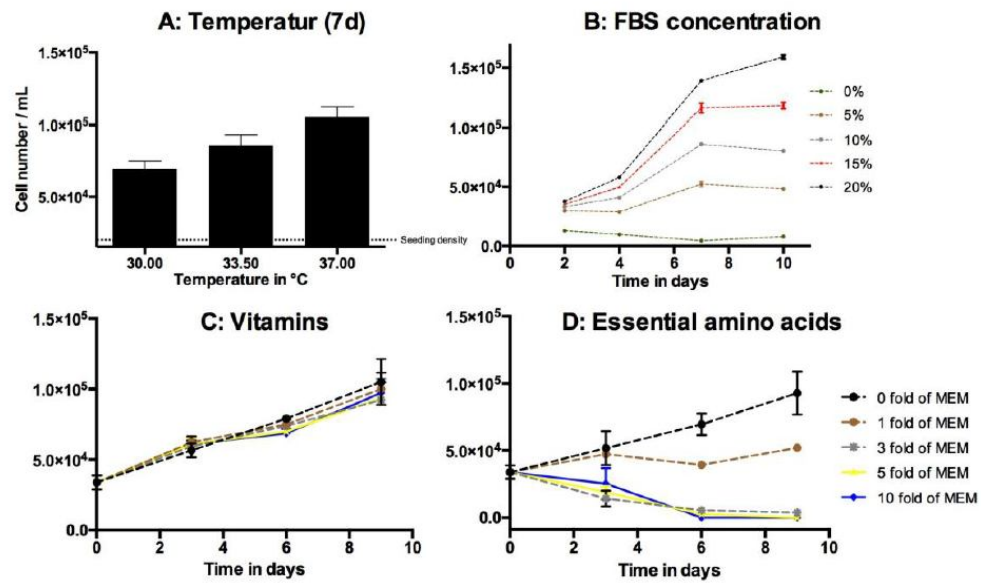 A: Temperatur (7d)
Cell number / mL
1.5×10⁵
1.0×10⁵
5.0×10⁴
Seeding density
30.00 33.50 37.00
Temperature in °C
B: FBS concentration
1.5×10⁵
1.0×10⁵
5.0×10⁴
0.0
0 2 4 6 8 10
Time in days
0%
5%
10%
15%
20%
C: Vitamins
1.5×10⁵
1.0×10⁵
5.0×10⁴
0.0
0 2 4 6 8 10
Time in days
D: Essential amino acids
1.5×10⁵
1.0×10⁵
5.0×10⁴
0.0
0 2 4 6 8 10
Time in days
0 fold of MEM
1 fold of MEM
3 fold of MEM
5 fold of MEM
10 fold of MEM